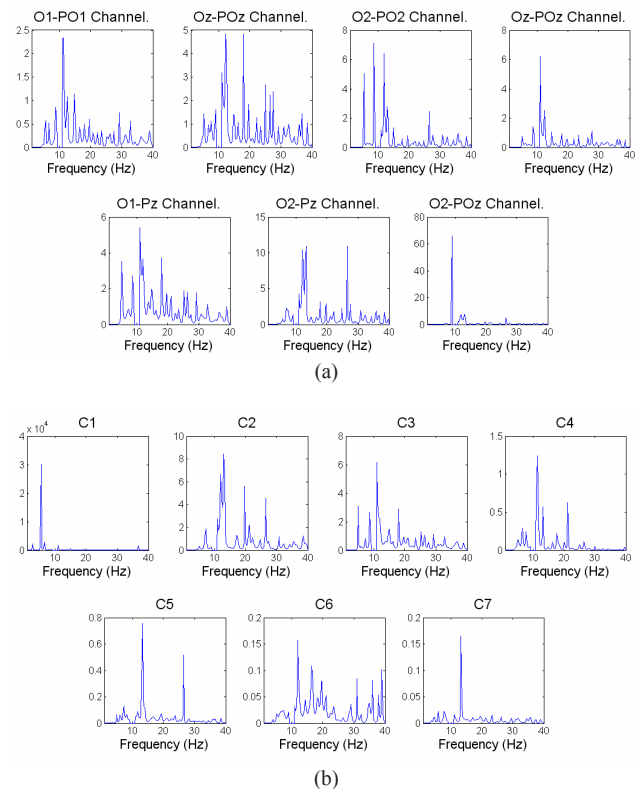 O1-PO1 Channel. Oz-POz Channel. O2-PO2 Channel. Oz-POz Channel.
2.5 2 1.5 1 0.5 0
5 4 3 2 1 0
8 6 4 2 0
10 8 6 4 2 0
10 20 30 40 10 20 30 40 10 20 30 40 10 20 30 40
Frequency (Hz) Frequency (Hz) Frequency (Hz) Frequency (Hz)
O1-Pz Channel. O2-Pz Channel. O2-POz Channel.
6 4 2 0
15 10 5 0
80 60 40 20 0
10 20 30 40 10 20 30 40 10 20 30 40
Frequency (Hz) Frequency (Hz) Frequency (Hz)
(a)
C1 C2 C3 C4
x 10⁴
4 3 2 1 0
10 8 6 4 2 0
8 6 4 2 0
1.5 1 0.5 0
10 20 30 40 10 20 30 40 10 20 30 40 10 20 30 40
Frequency (Hz) Frequency (Hz) Frequency (Hz) Frequency (Hz)
C5 C6 C7
0.8 0.6 0.4 0.2 0
0.2 0.15 0.1 0.05 0
0.2 0.15 0.1 0.05 0
10 20 30 40 10 20 30 40 10 20 30 40
Frequency (Hz) Frequency (Hz) Frequency (Hz)
(b)